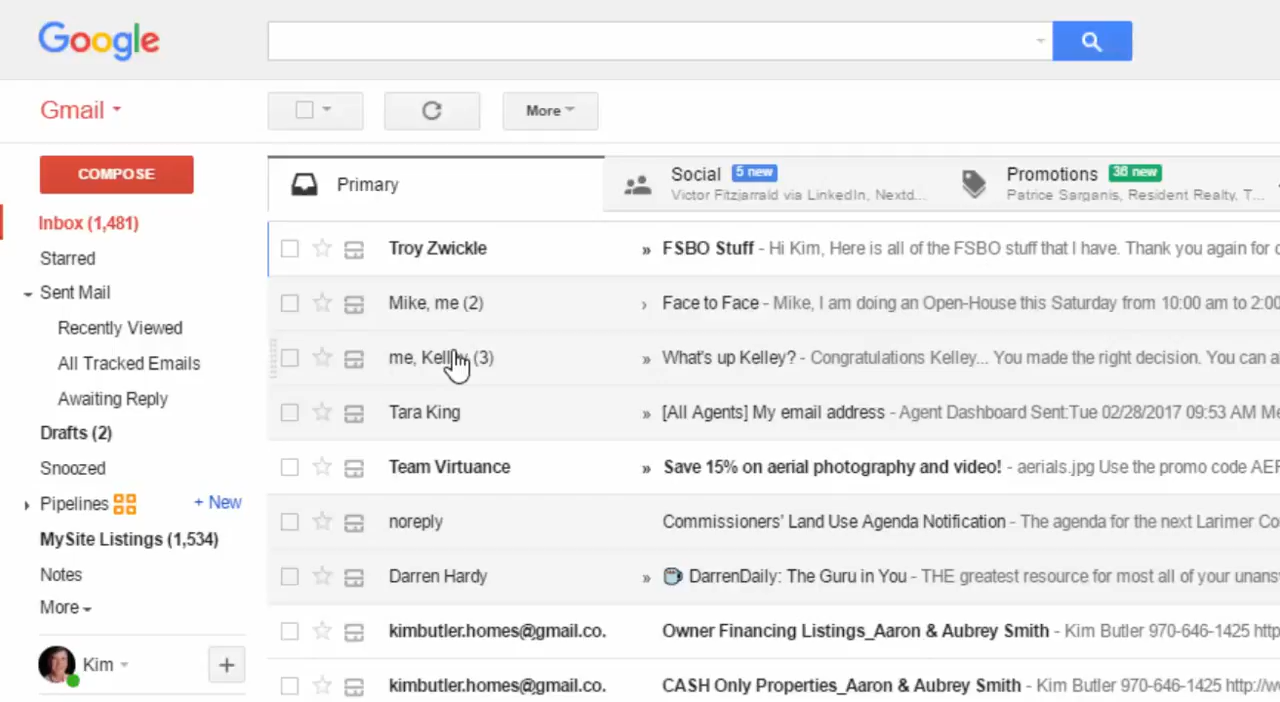 Google
Gmail
More
COMPOSE
Primary
Social 5 new
Victor Fitzjarrald via LinkedIn, Nextd...
Promotions 36 new
Patrice Sarganis, Resident Realty, T...
Inbox (1,481)
Starred
Sent Mail
Recently Viewed
All Tracked Emails
Awaiting Reply
Drafts (2)
Snoozed
Pipelines + New
MySite Listings (1,534)
Notes
More
Kim
Troy Zwickle » FSBO Stuff - Hi Kim, Here is all of the FSBO stuff that I have. Thank you again for
Mike, me (2) › Face to Face - Mike, I am doing an Open-House this Saturday from 10:00 am to 2:00
me, Kelley (3) » What's up Kelley? - Congratulations Kelley... You made the right decision. You can
Tara King » [All Agents] My email address - Agent Dashboard Sent:Tue 02/28/2017 09:53 AM
Team Virtuance » Save 15% on aerial photography and video! - aerials.jpg Use the promo code
noreply Commissioners' Land Use Agenda Notification - The agenda for the next Larimer
Darren Hardy » DarrenDaily: The Guru in You - THE greatest resource for most all of your
kimbutler.homes@gmail.co. Owner Financing Listings_Aaron & Aubrey Smith - Kim Butler 970-646-1425
kimbutler.homes@gmail.co. CASH Only Properties_Aaron & Aubrey Smith - Kim Butler 970-646-1425